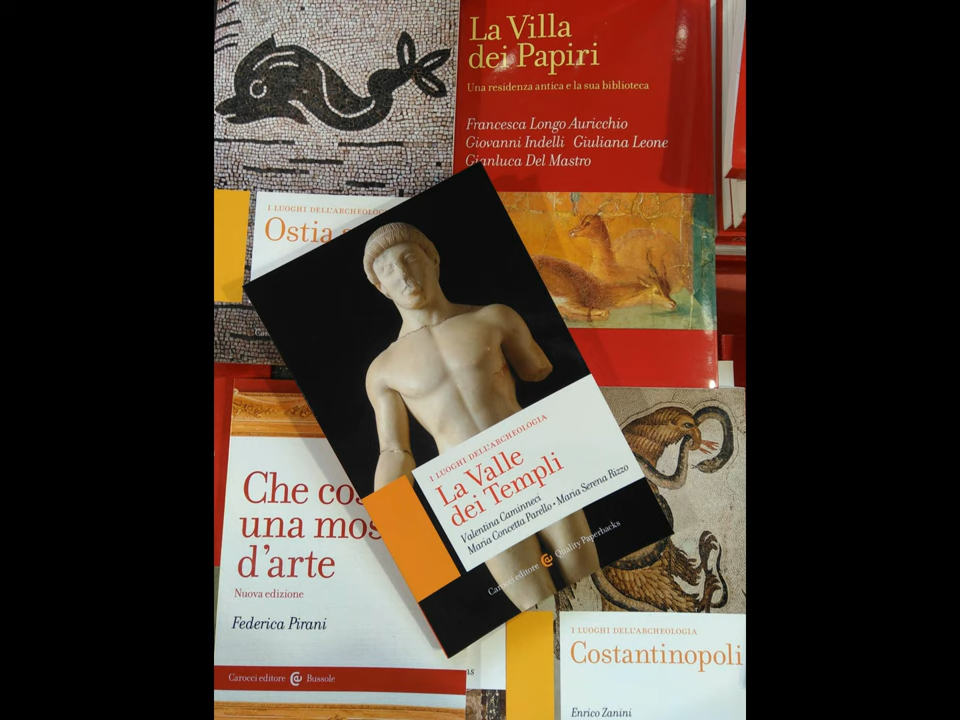 La Villa
dei Papiri
Una residenza antica e la sua biblioteca
Francesca Longo Auricchio
Giovanni Indelli Giuliana Leone
Gianluca Del Mastro
I LUOGHI DELL'ARCHEOLOG
Ostia
I LUOGHI DELL'ARCHEOLOGIA
La Valle
dei Templi
Valentina Caminneci
Maria Concetta Parello • Maria Serena Rizzo
Carocci editore @ Quality Paperbacks
Che cos
una mos
d'arte
Nuova edizione
Federica Pirani
Carocci editore @ Bussole
I LUOGHI DELL'ARCHEOLOGIA
Costantinopoli
Enrico Zanini